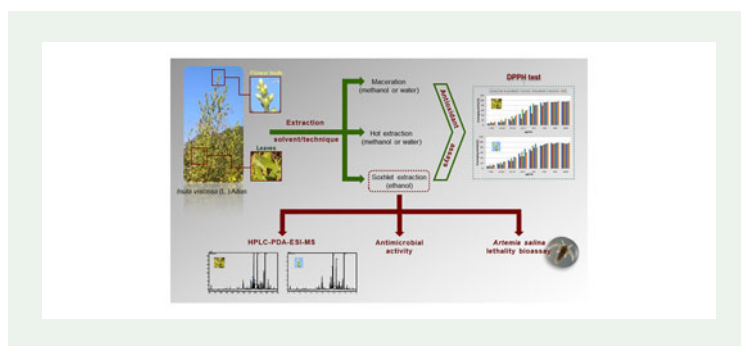 Flower buds
Leaves
Inula viscosa (L.) Aiton
Extraction
solvent/technique
Maceration
(methanol or water)
Hot extraction
(methanol or water)
Soxhlet extraction
(ethanol)
Antioxidant
assays
DPPH test
HPLC-PDA-ESI-MS
Antimicrobial
activity
Artemia salina
lethality bioassay